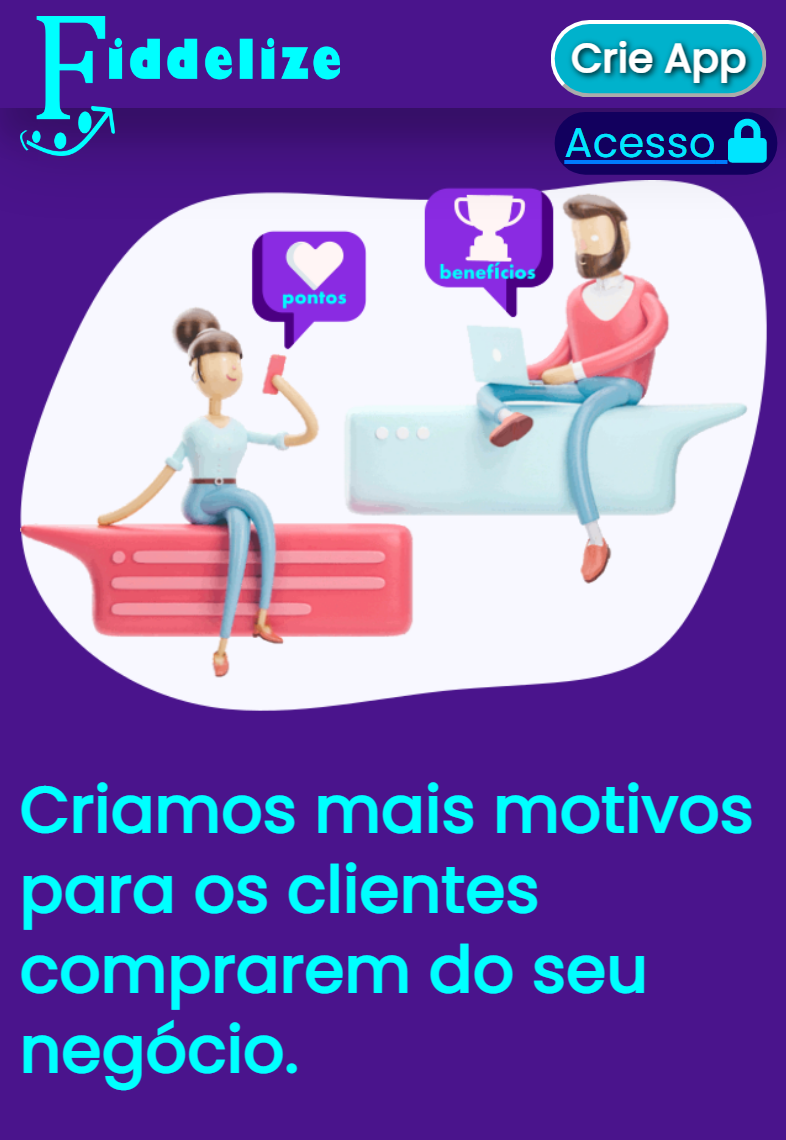 Fiddelize
Crie App
Acesso
benefícios
pontos
Criamos mais motivos
para os clientes
comprarem do seu
negócio.